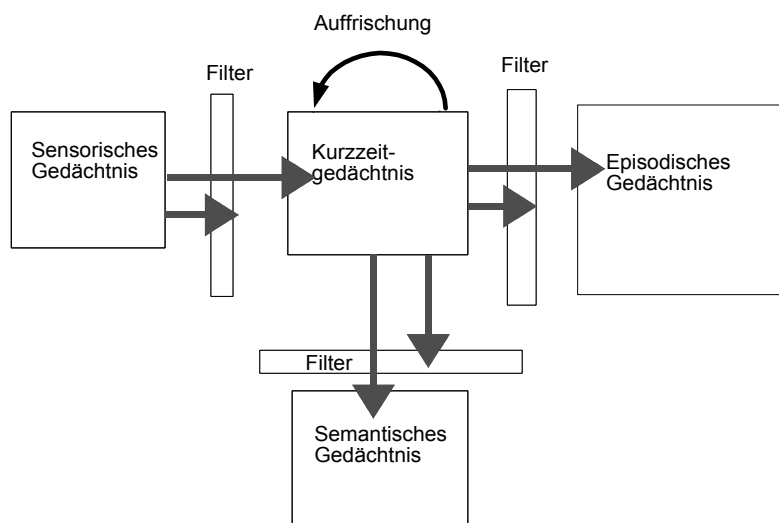 Auffrischung
Filter
Filter
Sensorisches
Gedächtnis
Kurzzeit-
gedächtnis
Episodisches
Gedächtnis
Filter
Semantisches
Gedächtnis